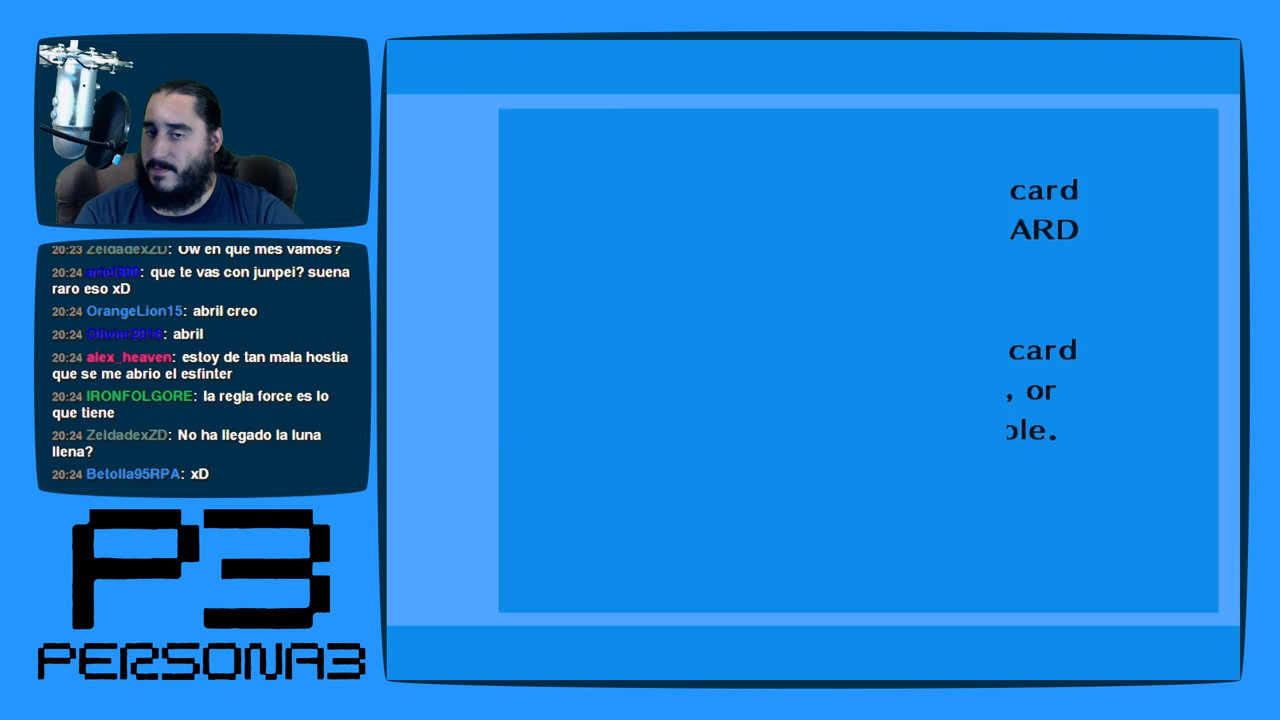 20:23 ZeldadexZD: Ow en que mes vamos?
20:24 ariel300: que te vas con junpei? suena
raro eso xD
20:24 OrangeLion15: abril creo
20:24 Olivier2018: abril
20:24 alex_heaven: estoy de tan mala hostia
que se me abrio el esfinter
20:24 IRONFOLGORE: la regla force es lo
que tiene
20:24 ZeldadexZD: No ha llegado la luna
llena?
20:24 Betolla95RPA: xD
P3
PERSONA3
card
ARD
card
, or
ble.